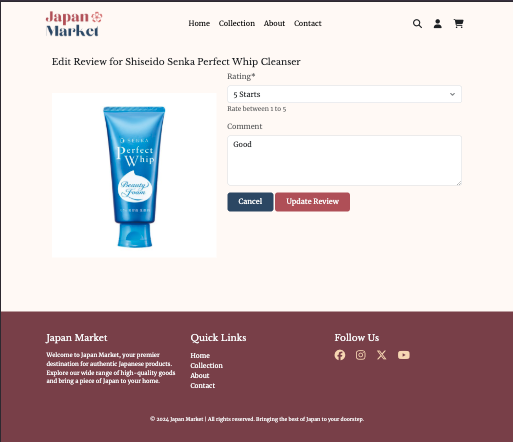 Japan
Market
Home Collection About Contact
Edit Review for Shiseido Senka Perfect Whip Cleanser
Rating*
5 Starts
Rate between 1 to 5
Comment
Good
SENKA
Perfect
Whip
Beauty's
Foam
Cancel Update Review
Japan Market
Welcome to Japan Market, your premier
destination for authentic Japanese products.
Explore our wide range of high-quality goods
and bring a piece of Japan to your home.
Quick Links
Home
Collection
About
Contact
Follow Us
© 2024 Japan Market | All rights reserved. Bringing the best of Japan to your doorstep.